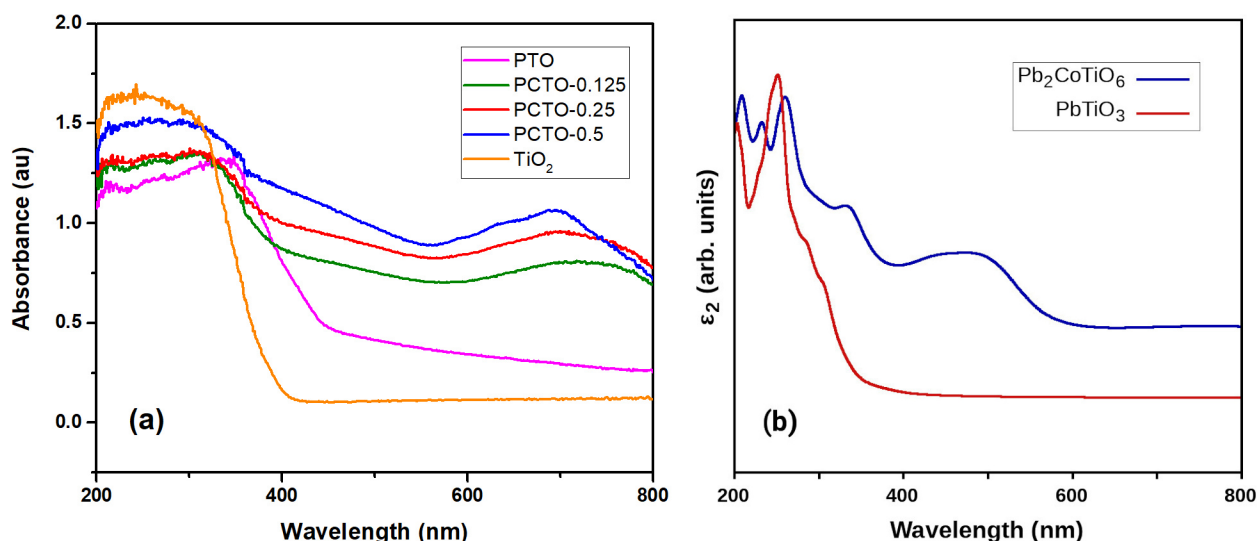 2.0
1.5
1.0
0.5
0.0
Absorbance (au)
PTO
PCTO-0.125
PCTO-0.25
PCTO-0.5
TiO₂
(a)
200 400 600 800
Wavelength (nm)
ε₂ (arb. units)
Pb₂CoTiO₆
PbTiO₃
(b)
200 400 600 800
Wavelength (nm)